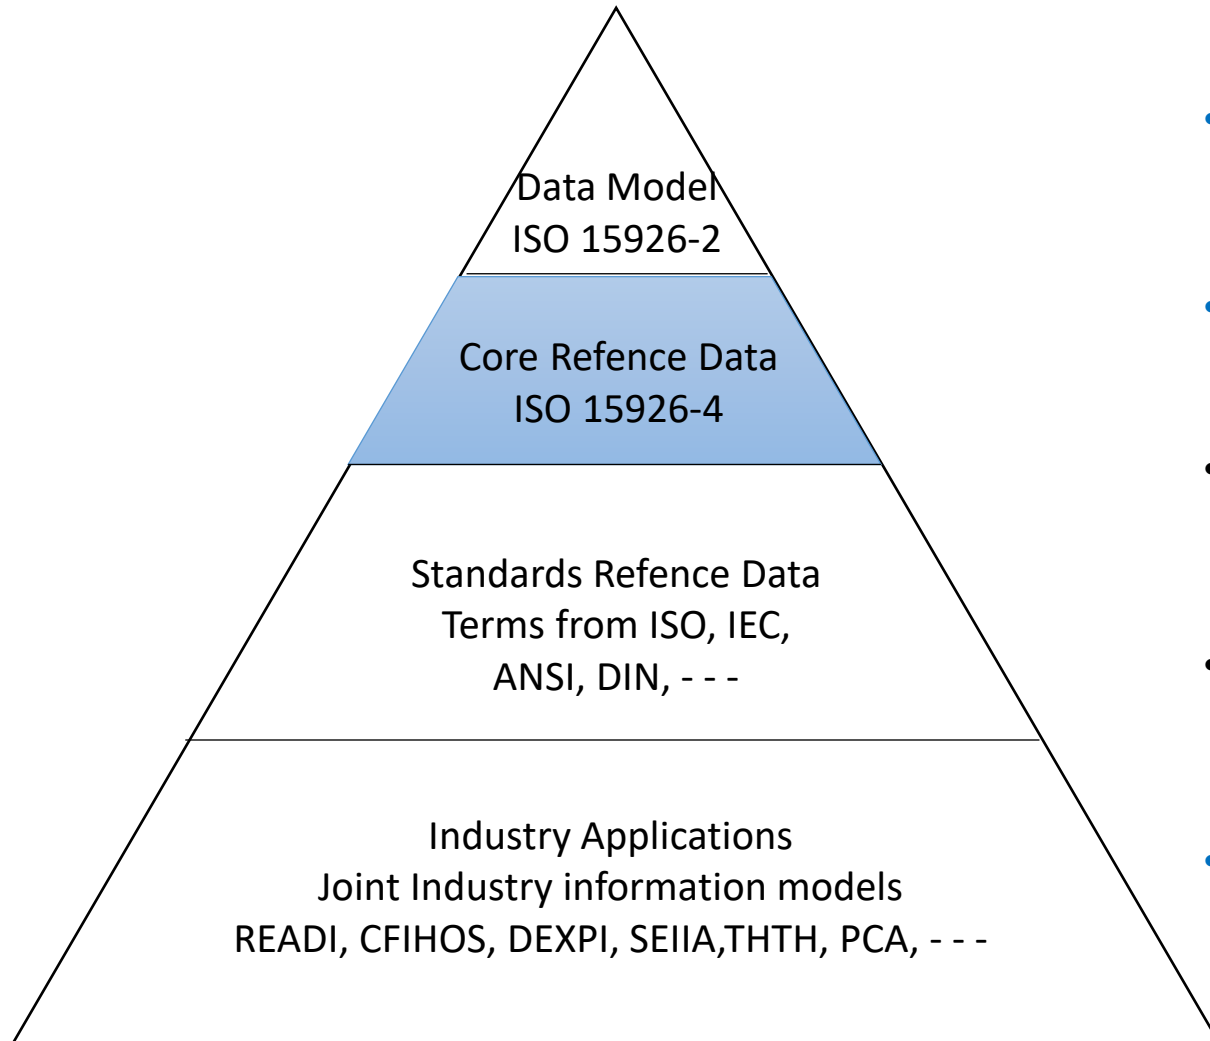 Data Model
ISO 15926-2
Core Refence Data
ISO 15926-4
Standards Refence Data
Terms from ISO, IEC,
ANSI, DIN, - - -
Industry Applications
Joint Industry information models
READI, CFIHOS, DEXPI, SEIIA,THTH, PCA, - - -